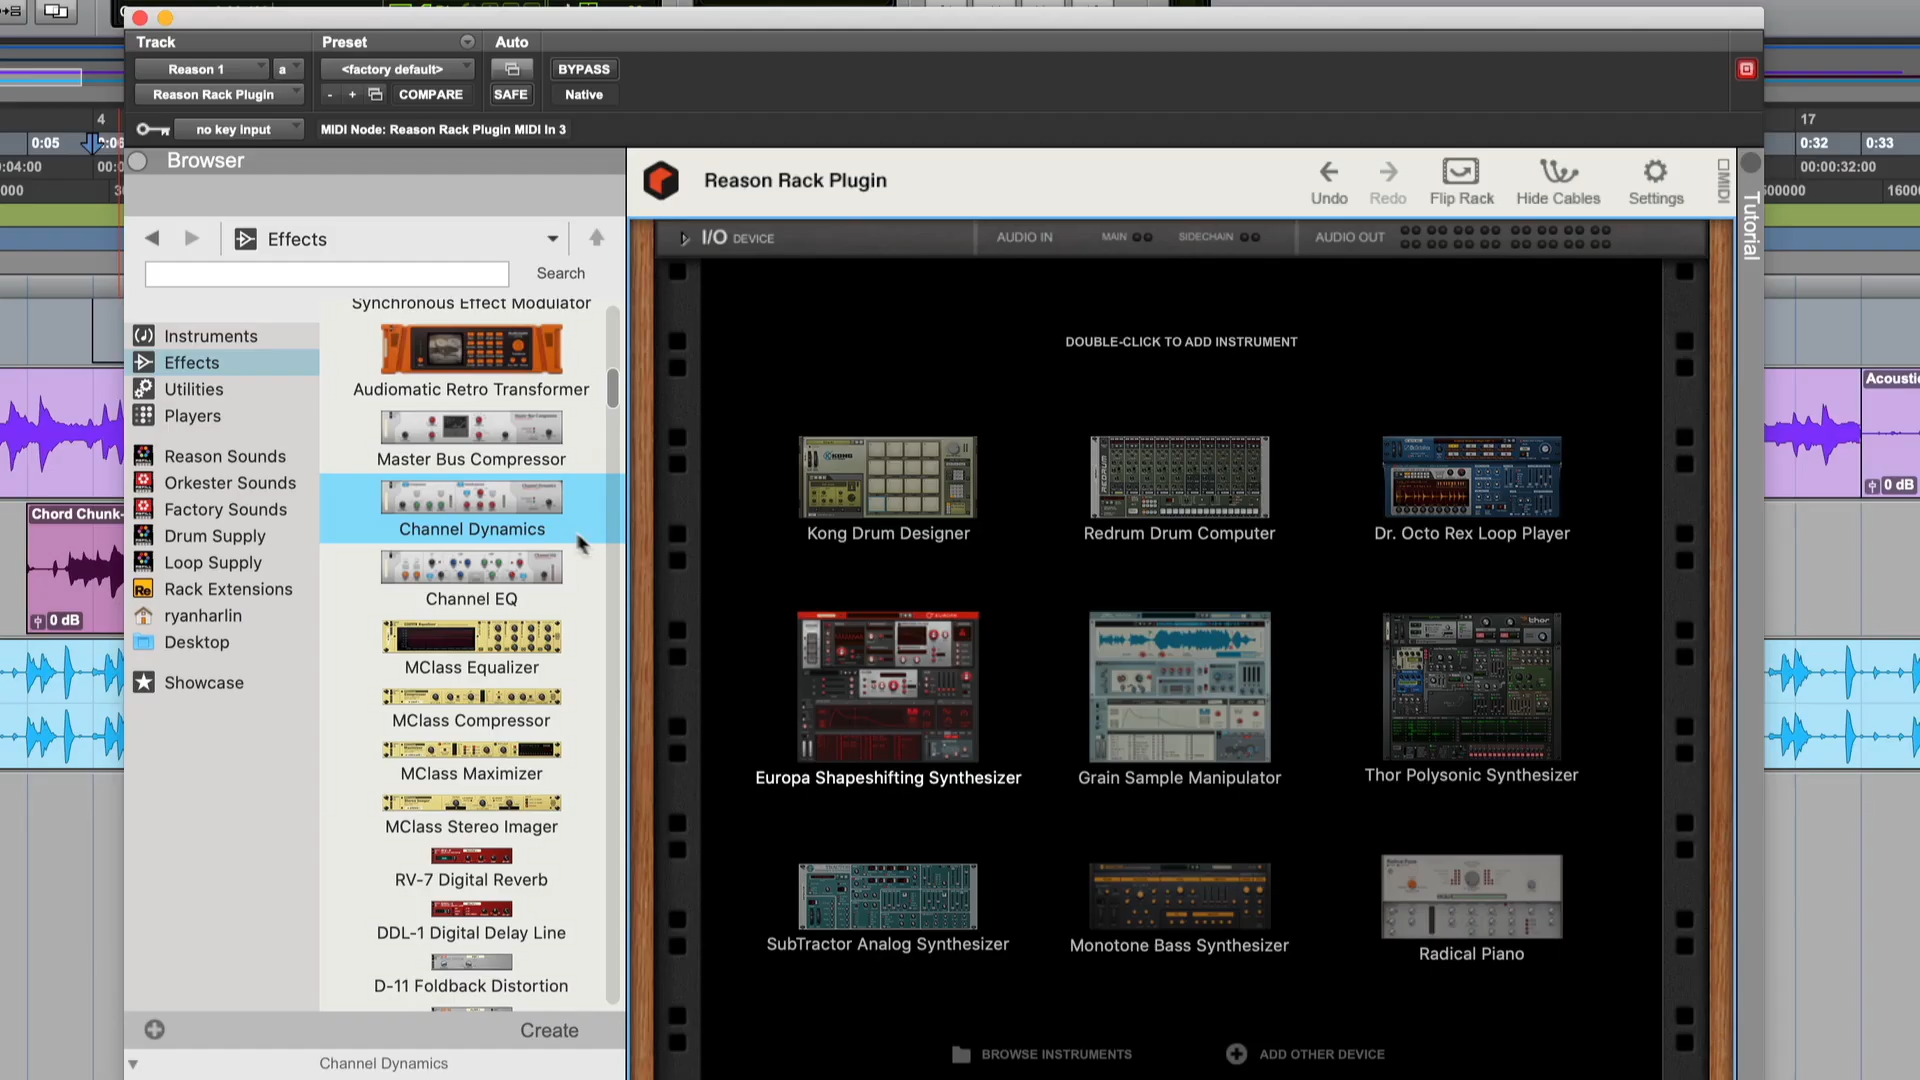 Track
Preset
Auto
Reason 1
a
<factory default>
BYPASS
Reason Rack Plugin
- +
COMPARE
SAFE
Native
no key input
MIDI Node: Reason Rack Plugin MIDI In 3
4
0:05
:04:00
000
17
0:32
0:33
00:00:32:00
Browser
Reason Rack Plugin
Undo
Redo
Flip Rack
Hide Cables
Settings
MIDI
Tutorial
Effects
Search
I/O DEVICE
AUDIO IN
MAIN
SIDECHAIN
AUDIO OUT
Instruments
Effects
Utilities
Players
Reason Sounds
Orkester Sounds
Factory Sounds
Drum Supply
Loop Supply
Rack Extensions
ryanharlin
Desktop
Showcase
Synchronous Effect Modulator
Audiomatic Retro Transformer
Master Bus Compressor
Channel Dynamics
Channel EQ
MClass Equalizer
MClass Compressor
MClass Maximizer
MClass Stereo Imager
RV-7 Digital Reverb
DDL-1 Digital Delay Line
D-11 Foldback Distortion
Create
Channel Dynamics
DOUBLE-CLICK TO ADD INSTRUMENT
Kong Drum Designer
Redrum Drum Computer
Dr. Octo Rex Loop Player
Europa Shapeshifting Synthesizer
Grain Sample Manipulator
Thor Polysonic Synthesizer
SubTractor Analog Synthesizer
Monotone Bass Synthesizer
Radical Piano
BROWSE INSTRUMENTS
ADD OTHER DEVICE
Chord Chunk-
0 dB
Acoustic
0 dB